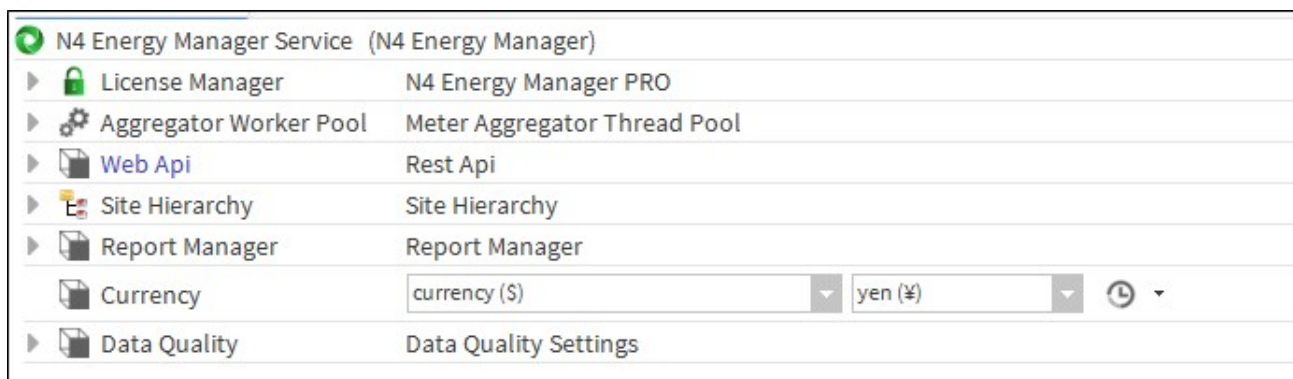 N4 Energy Manager Service (N4 Energy Manager)
License Manager N4 Energy Manager PRO
Aggregator Worker Pool Meter Aggregator Thread Pool
Web Api Rest Api
Site Hierarchy Site Hierarchy
Report Manager Report Manager
Currency currency ($) yen (¥)
Data Quality Data Quality Settings